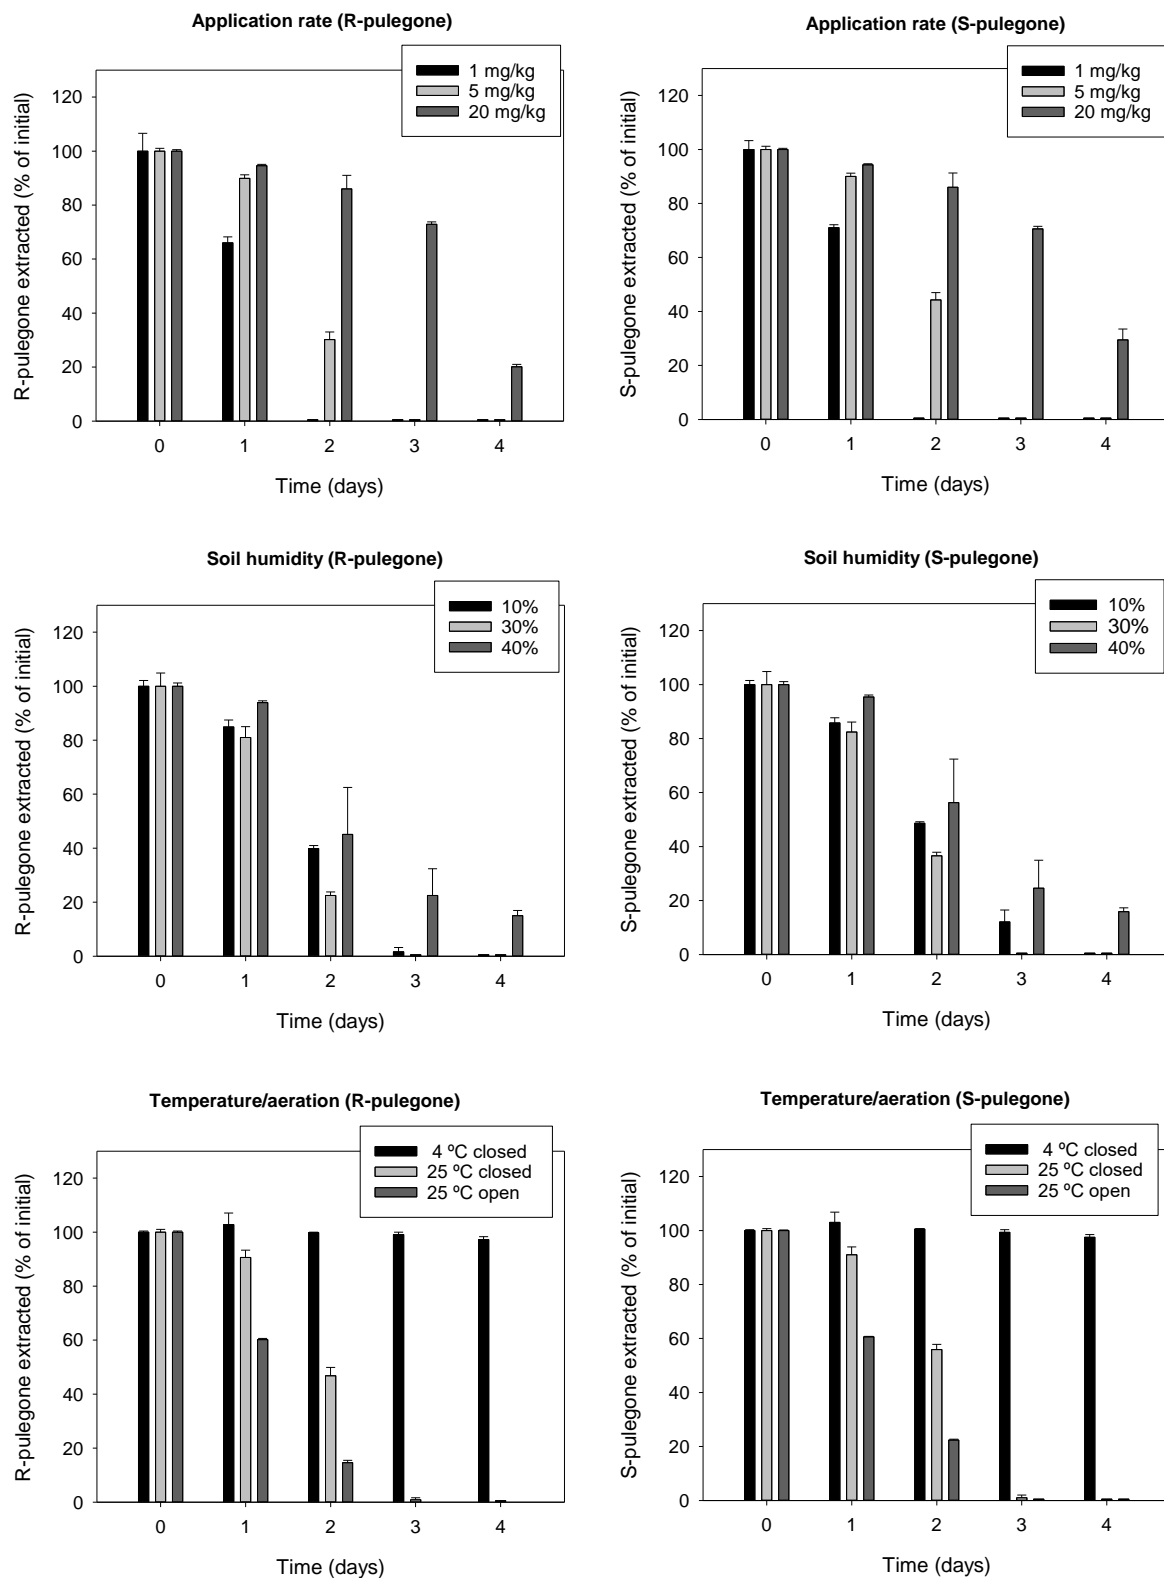 Application rate (R-pulegone)
1 mg/kg
5 mg/kg
20 mg/kg
R-pulegone extracted (% of initial)
120
100
80
60
40
20
0
0 1 2 3 4
Time (days)
Application rate (S-pulegone)
1 mg/kg
5 mg/kg
20 mg/kg
S-pulegone extracted (% of initial)
120
100
80
60
40
20
0
0 1 2 3 4
Time (days)
Soil humidity (R-pulegone)
10%
30%
40%
R-pulegone extracted (% of initial)
120
100
80
60
40
20
0
0 1 2 3 4
Time (days)
Soil humidity (S-pulegone)
10%
30%
40%
S-pulegone extracted (% of initial)
120
100
80
60
40
20
0
0 1 2 3 4
Time (days)
Temperature/aeration (R-pulegone)
4 ºC closed
25 ºC closed
25 ºC open
R-pulegone extracted (% of initial)
120
100
80
60
40
20
0
0 1 2 3 4
Time (days)
Temperature/aeration (S-pulegone)
4 ºC closed
25 ºC closed
25 ºC open
S-pulegone extracted (% of initial)
120
100
80
60
40
20
0
0 1 2 3 4
Time (days)